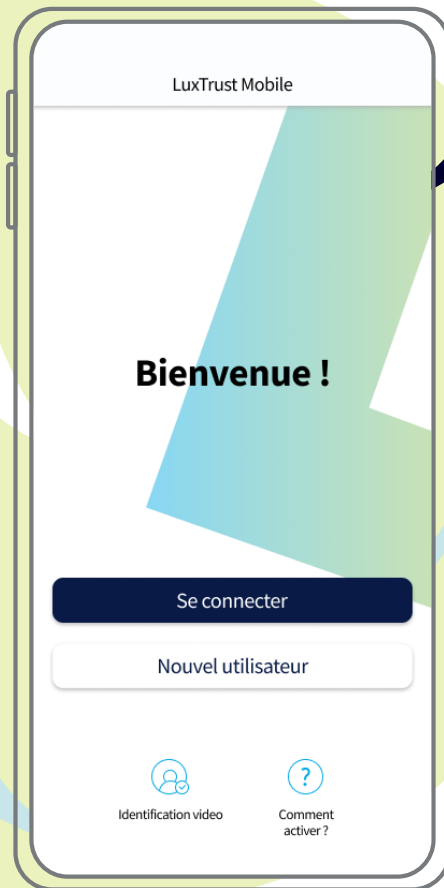 LuxTrust Mobile
Bienvenue !
Se connecter
Nouvel utilisateur
Identification video
Comment
activer ?